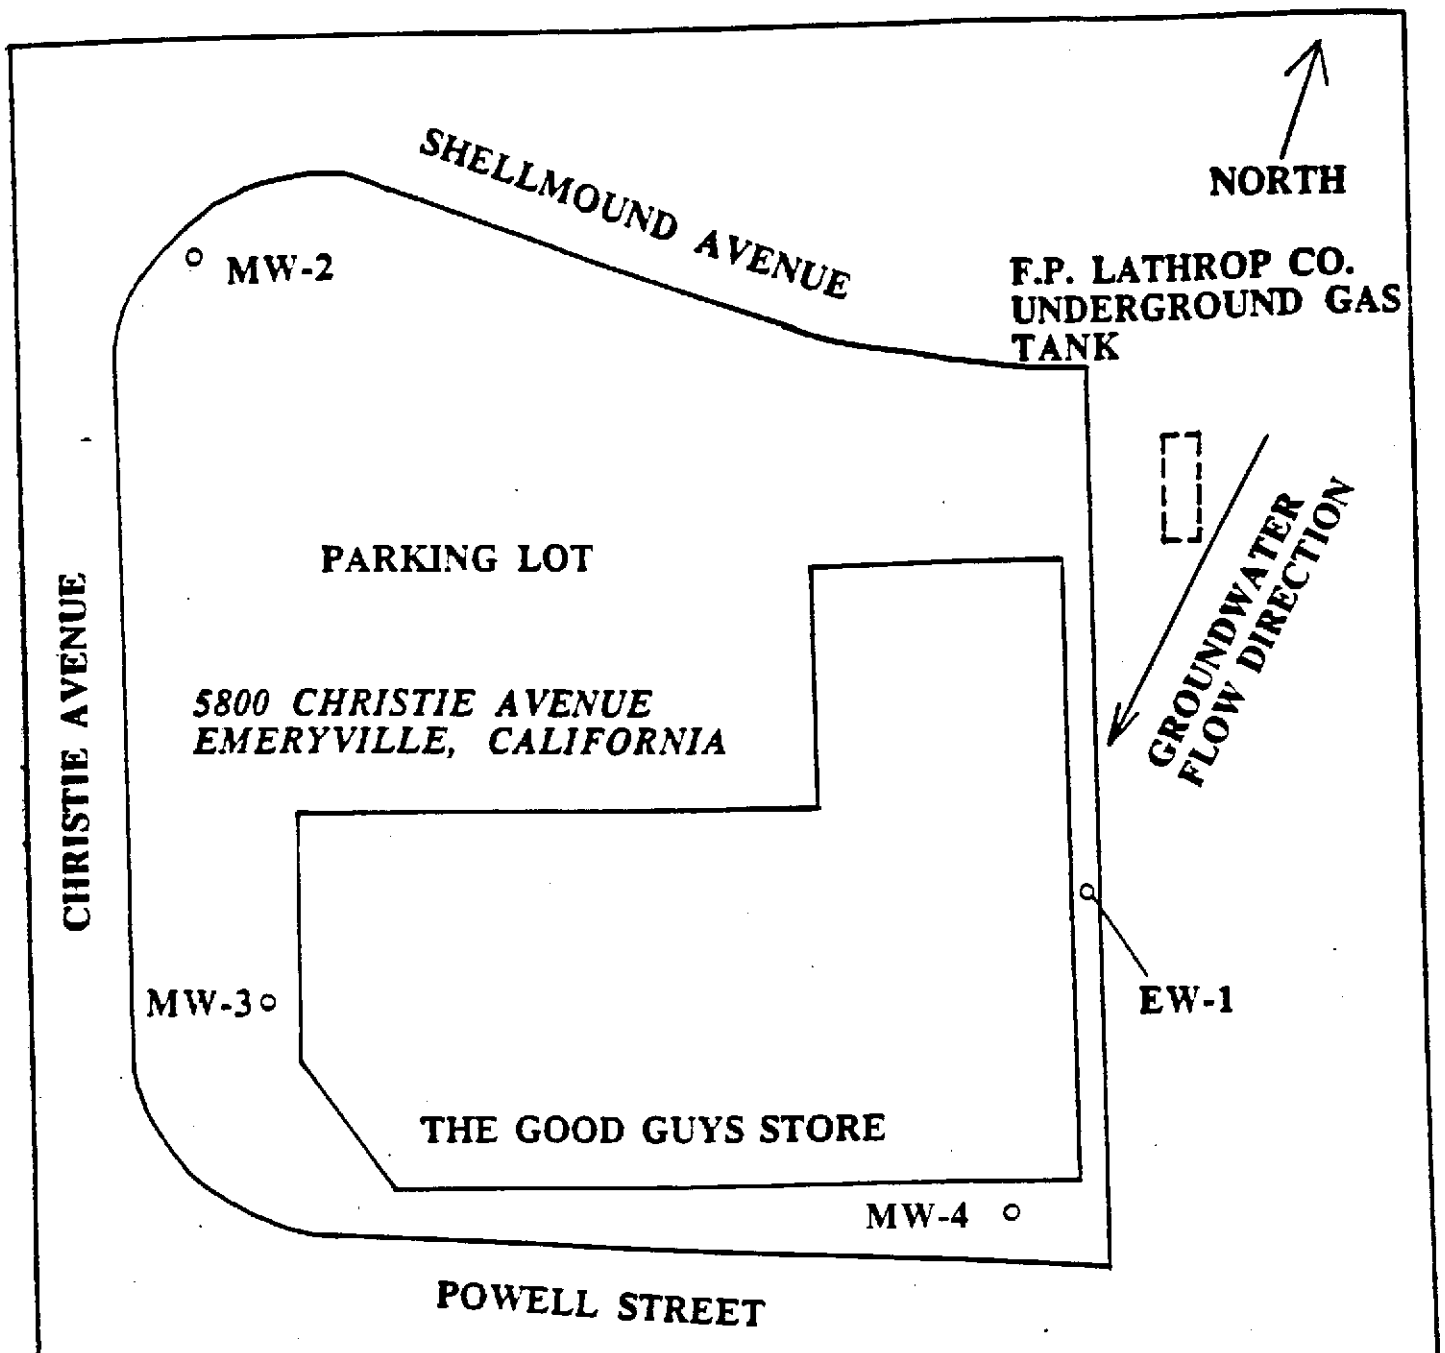 NORTH
SHELLMOUND AVENUE
F.P. LATHROP CO.
UNDERGROUND GAS
TANK
MW-2
GROUNDWATER
FLOW DIRECTION
PARKING LOT
CHRISTIE AVENUE
5800 CHRISTIE AVENUE
EMERYVILLE, CALIFORNIA
MW-3
EW-1
THE GOOD GUYS STORE
MW-4
POWELL STREET